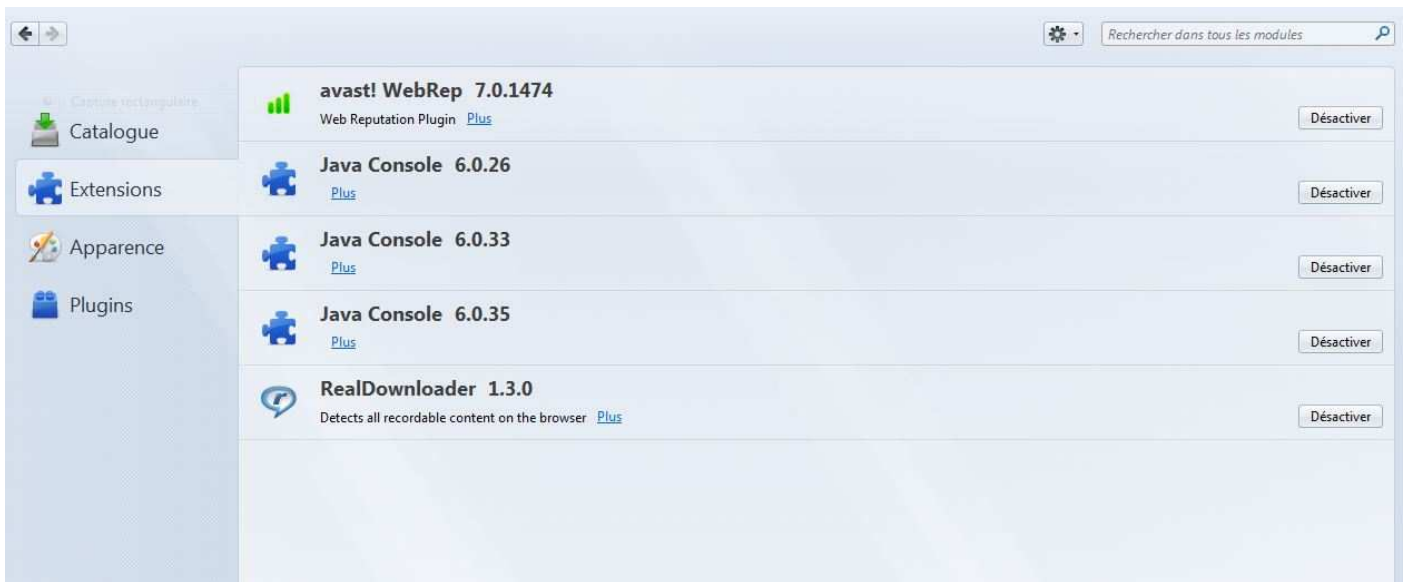 Rechercher dans tous les modules
Capture rectangulaire
Catalogue
Extensions
Apparence
Plugins
avast! WebRep 7.0.1474
Web Reputation Plugin Plus
Désactiver
Java Console 6.0.26
Plus
Désactiver
Java Console 6.0.33
Plus
Désactiver
Java Console 6.0.35
Plus
Désactiver
RealDownloader 1.3.0
Detects all recordable content on the browser Plus
Désactiver